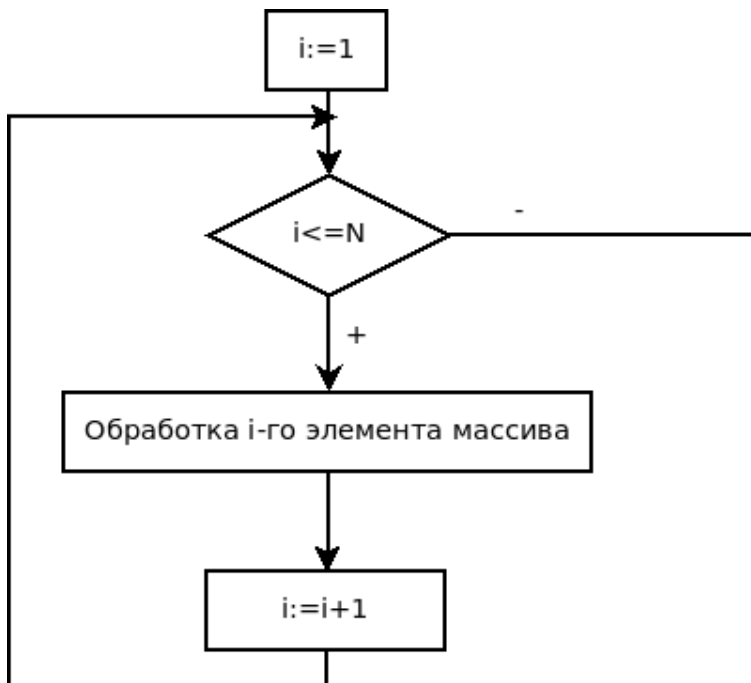 i:=1
i<=N
-
+
Обработка i-го элемента массива
i:=i+1